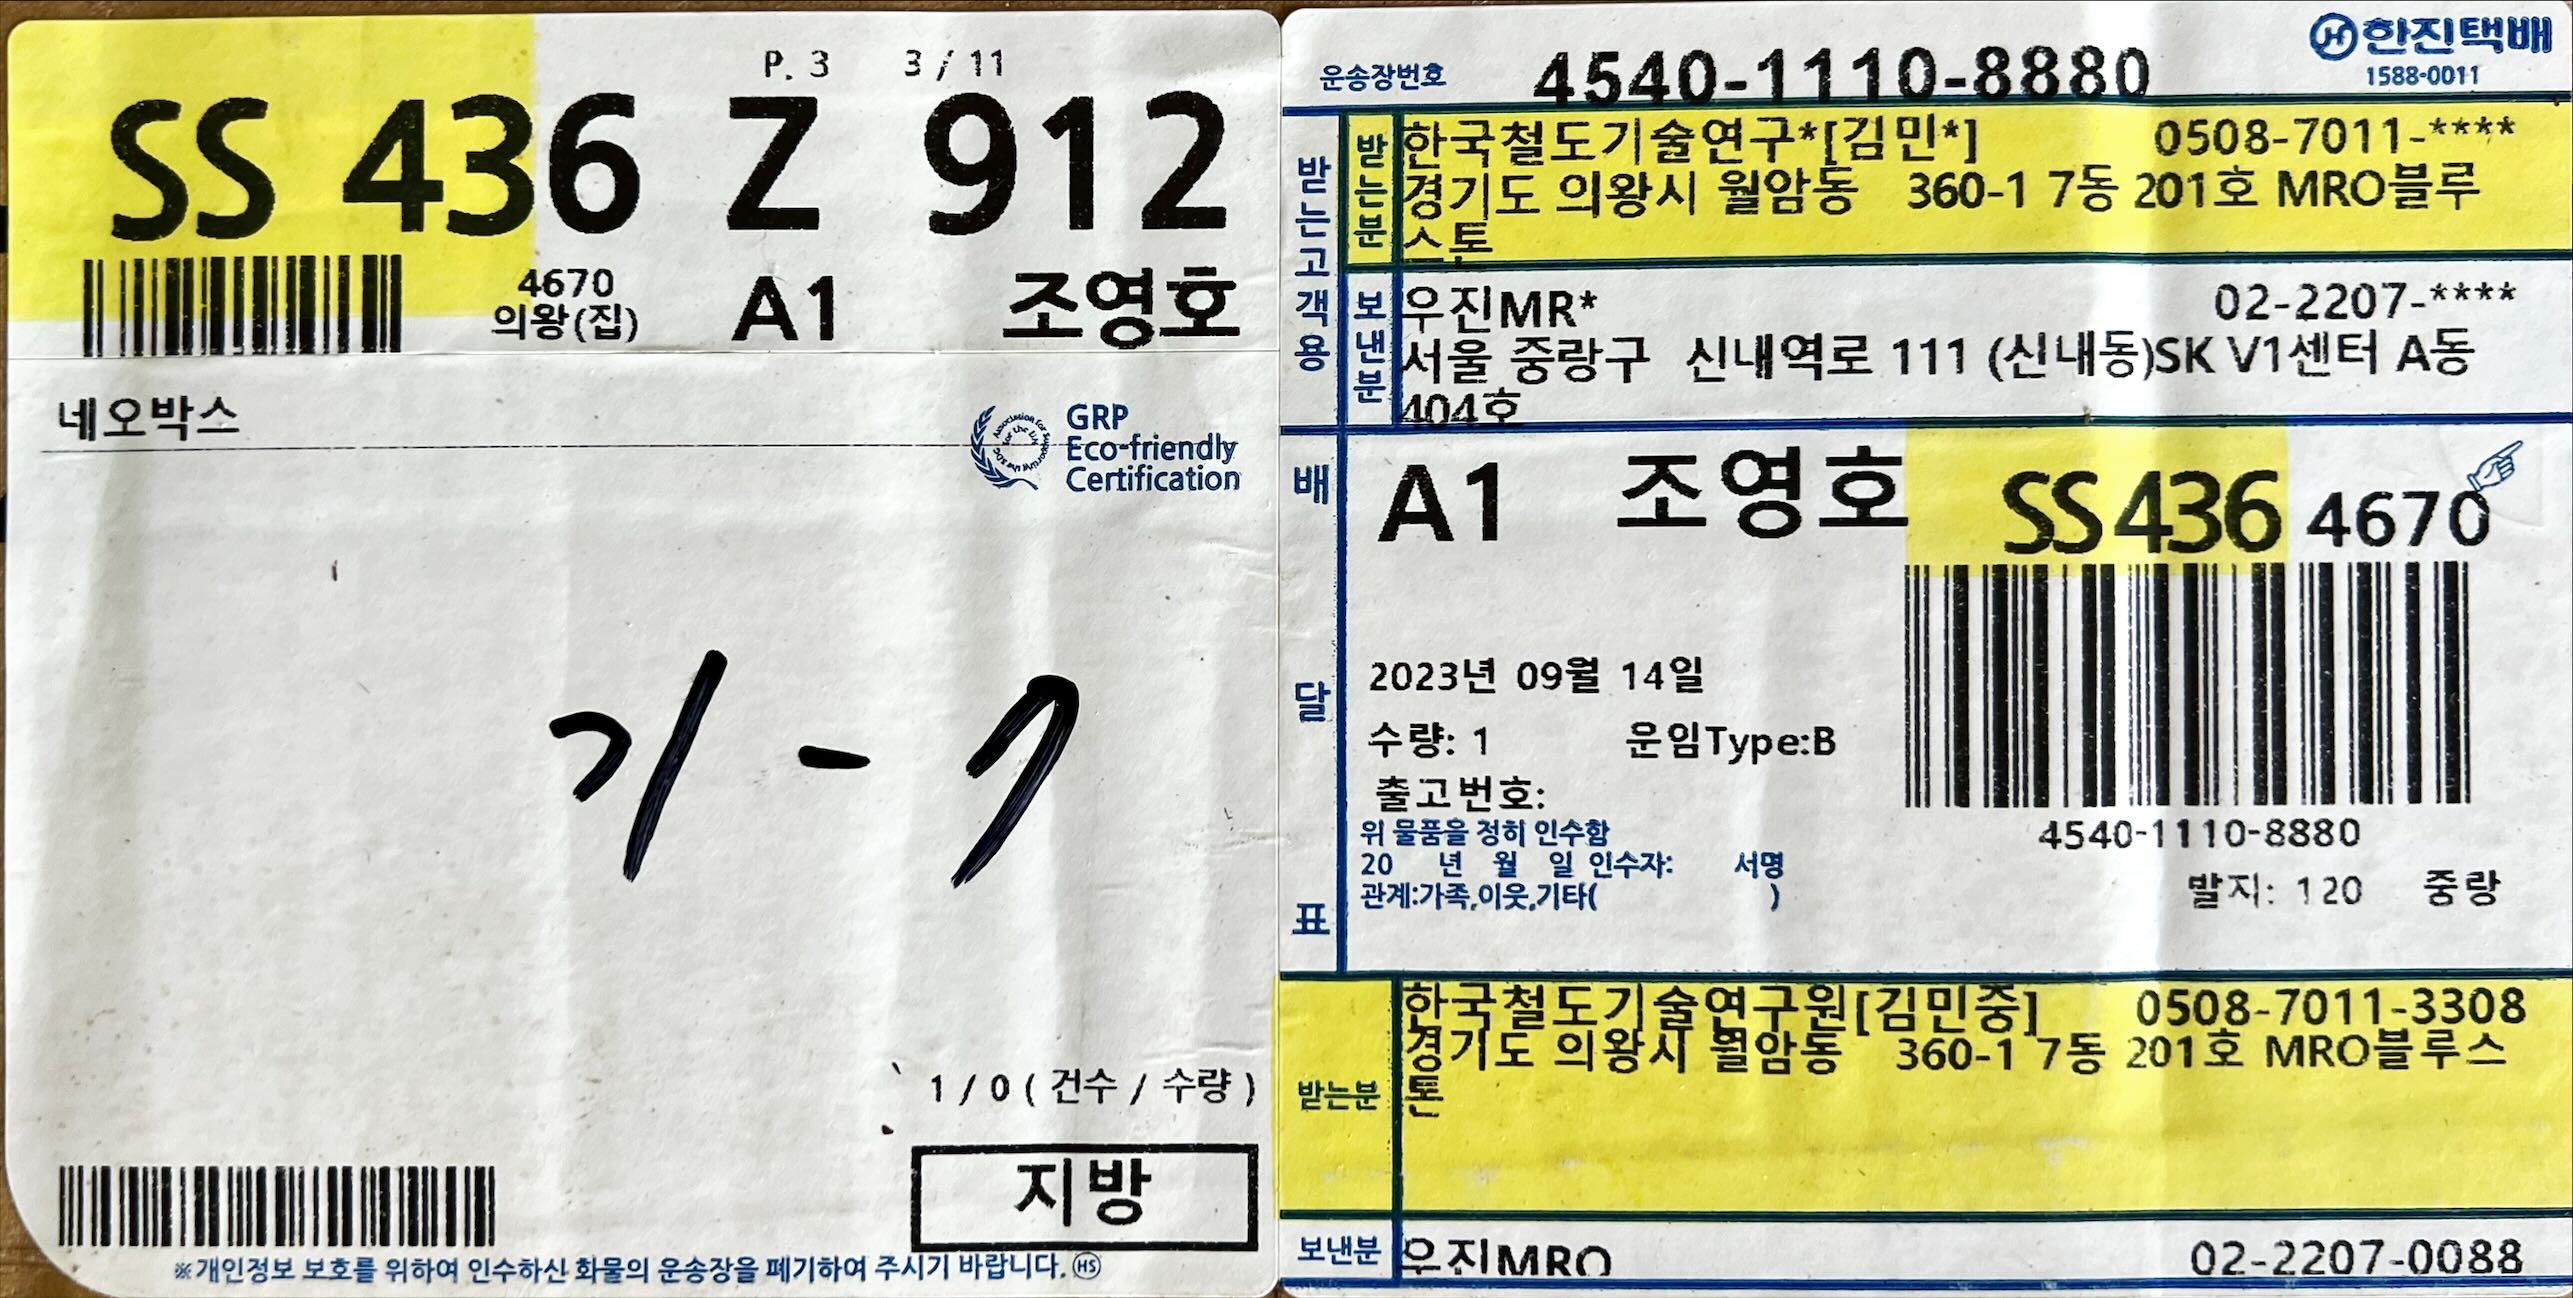 P. 3 3 / 11
SS 436 Z 912
4670
의왕(집) A1 조영호
네오박스
GRP
Eco-friendly
Certification
기-ㄱ
1 / 0 ( 건수 / 수량 )
지방
※개인정보 보호를 위하여 인수하신 화물의 운송장을 폐기하여 주시기 바랍니다. HS
한진택배
1588-0011
운송장번호 4540-1110-8880
받는고객용
받는분
한국철도기술연구*[김민*] 0508-7011-****
경기도 의왕시 월암동 360-1 7동 201호 MRO블루
스톤
보낸분
우진MR* 02-2207-****
서울 중랑구 신내역로 111 (신내동)SK V1센터 A동
404호
배달표
A1 조영호 SS 436 4670
2023년 09월 14일
수량: 1 운임Type:B
출고번호:
위 물품을 정히 인수함
20 년 월 일 인수자: 서명
관계:가족,이웃,기타( )
4540-1110-8880
발지: 120 중랑
받는분
한국철도기술연구원[김민중] 0508-7011-3308
경기도 의왕시 월암동 360-1 7동 201호 MRO블루스
톤
보낸분 우진MRO 02-2207-0088